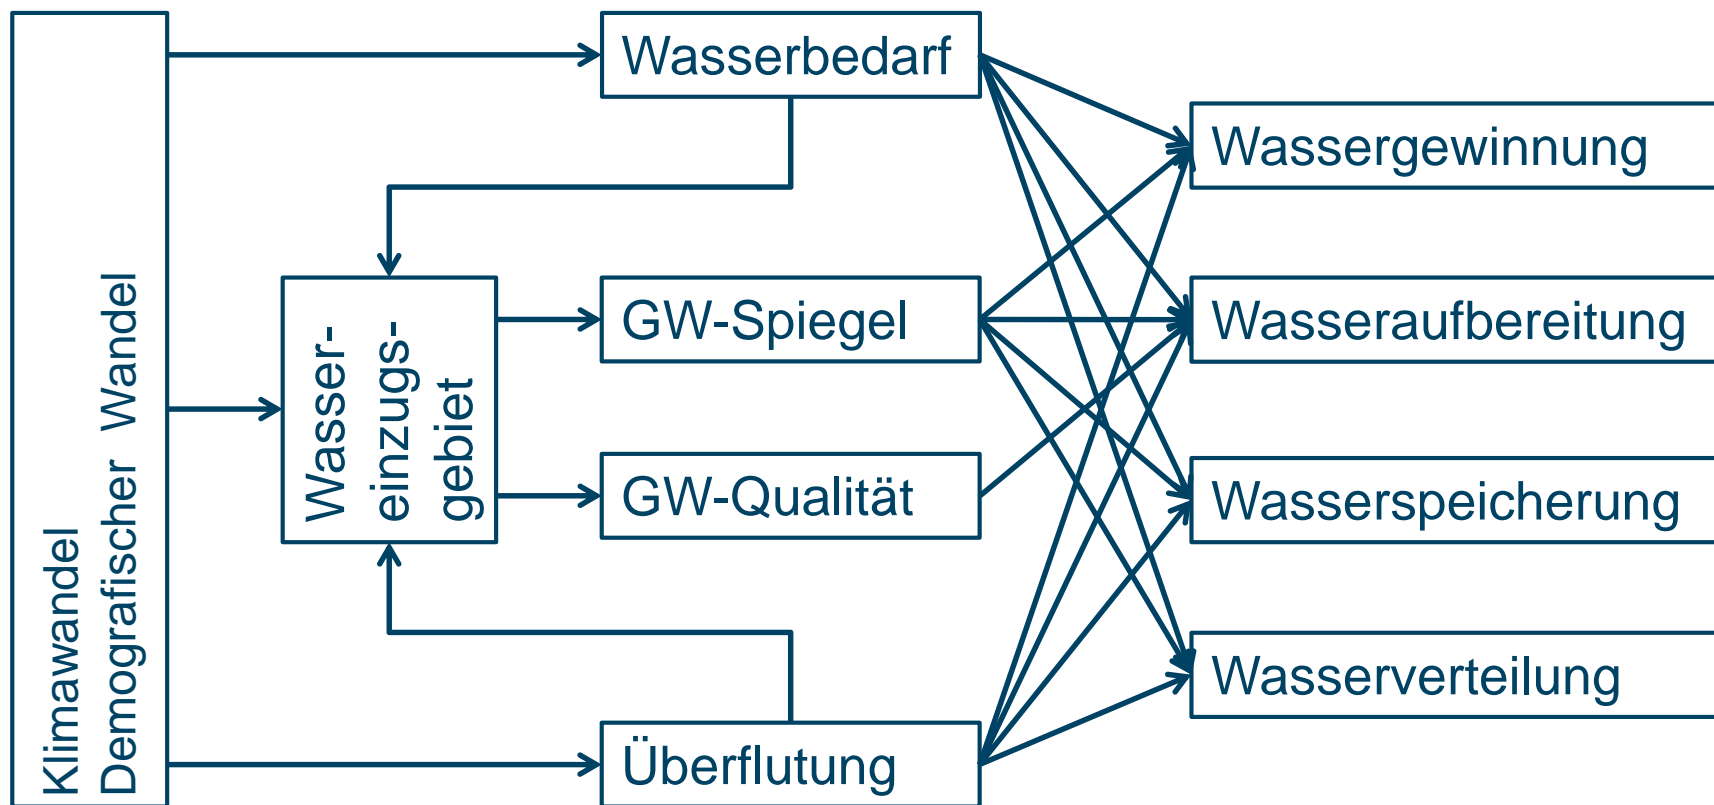 Klimawandel
Demografischer Wandel
Wasser-
einzugs-
gebiet
Wasserbedarf
GW-Spiegel
GW-Qualität
Überflutung
Wassergewinnung
Wasseraufbereitung
Wasserspeicherung
Wasserverteilung